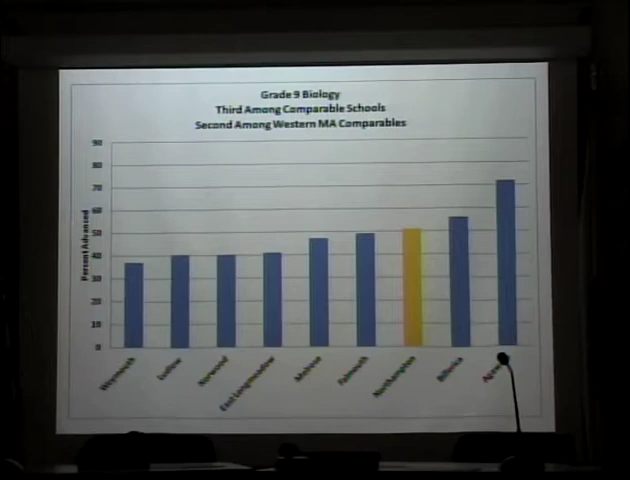 Grade 9 Biology
Third Among Comparable Schools
Second Among Western MA Comparables
Percent Advanced
90
80
70
60
50
40
30
20
10
0
Weymouth
Ludlow
Norwood
East Longmeadow
Melrose
Falmouth
Northampton
Billerica